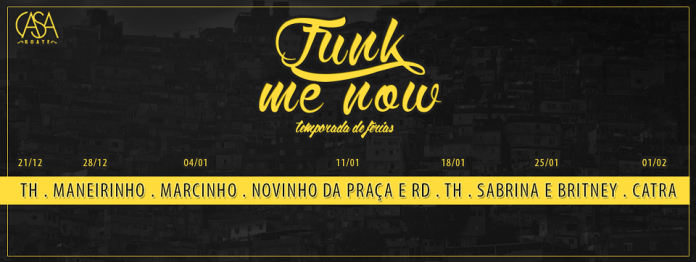 CASA
BOATE
Funk
me now
temporada de férias
21/12 28/12 04/01 11/01 18/01 25/01 01/02
TH . MANEIRINHO . MARCINHO . NOVINHO DA PRAÇA E RD . TH . SABRINA E BRITNEY . CATRA